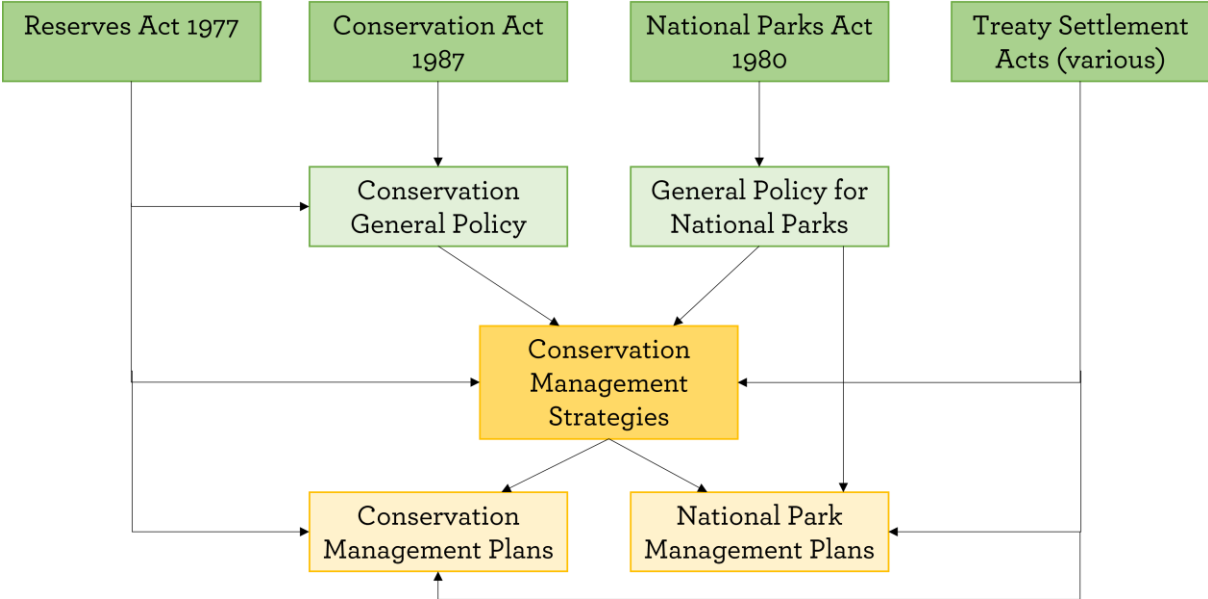 Reserves Act 1977
Conservation Act
1987
National Parks Act
1980
Treaty Settlement
Acts (various)
Conservation
General Policy
General Policy for
National Parks
Conservation
Management
Strategies
Conservation
Management Plans
National Park
Management Plans